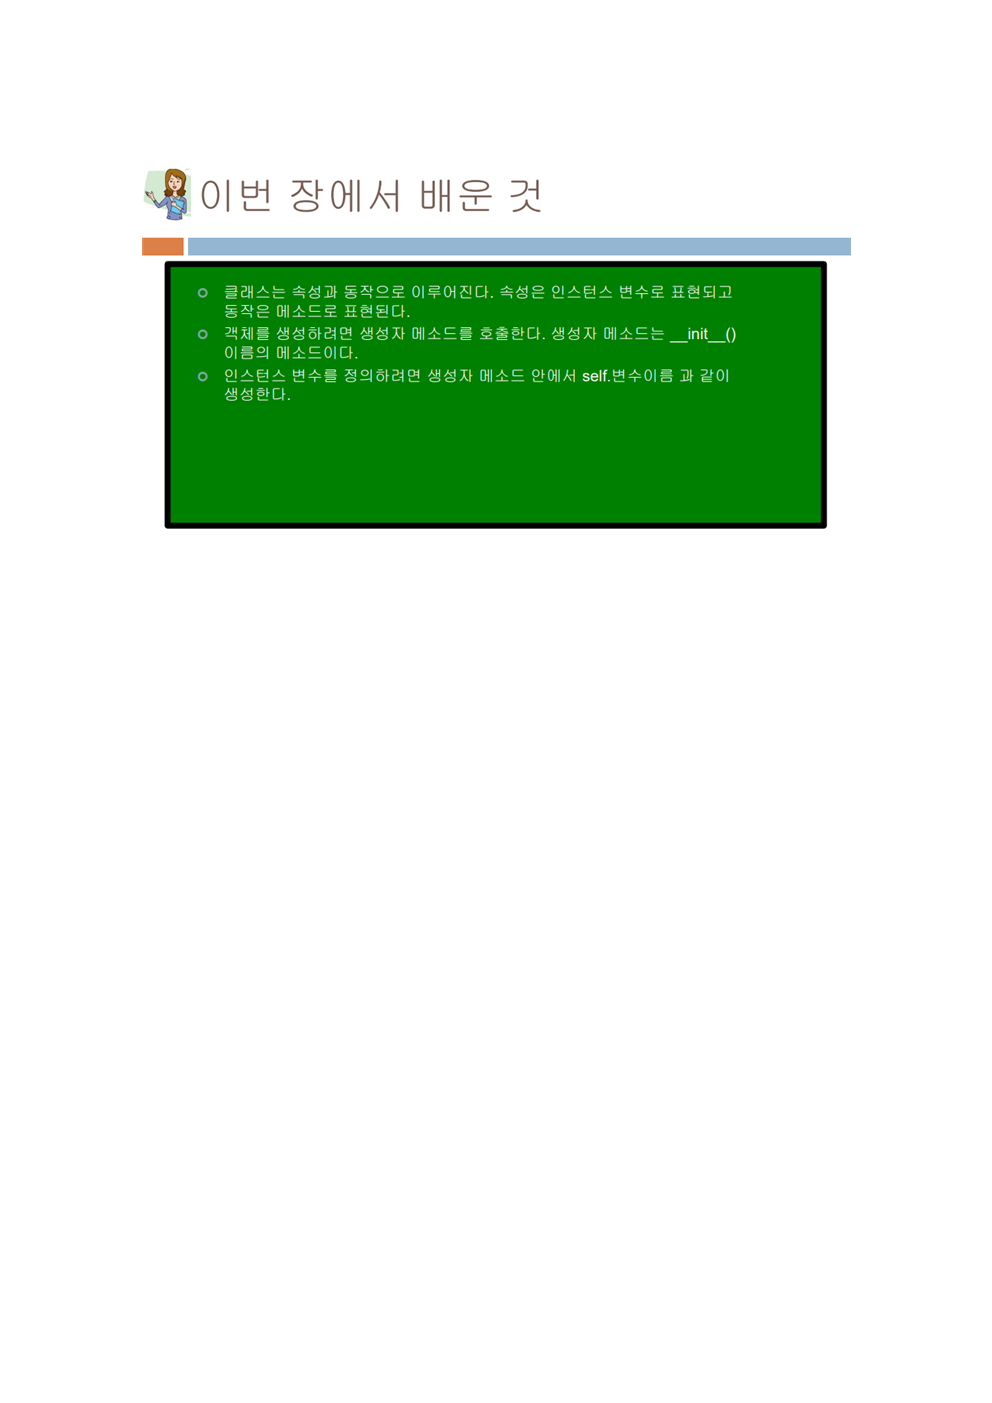 이번 장에서 배운 것
클래스는 속성과 동작으로 이루어진다. 속성은 인스턴스 변수로 표현되고
동작은 메소드로 표현된다.
객체를 생성하려면 생성자 메소드를 호출한다. 생성자 메소드는 __init__()
이름의 메소드이다.
인스턴스 변수를 정의하려면 생성자 메소드 안에서 self.변수이름 과 같이
생성한다.